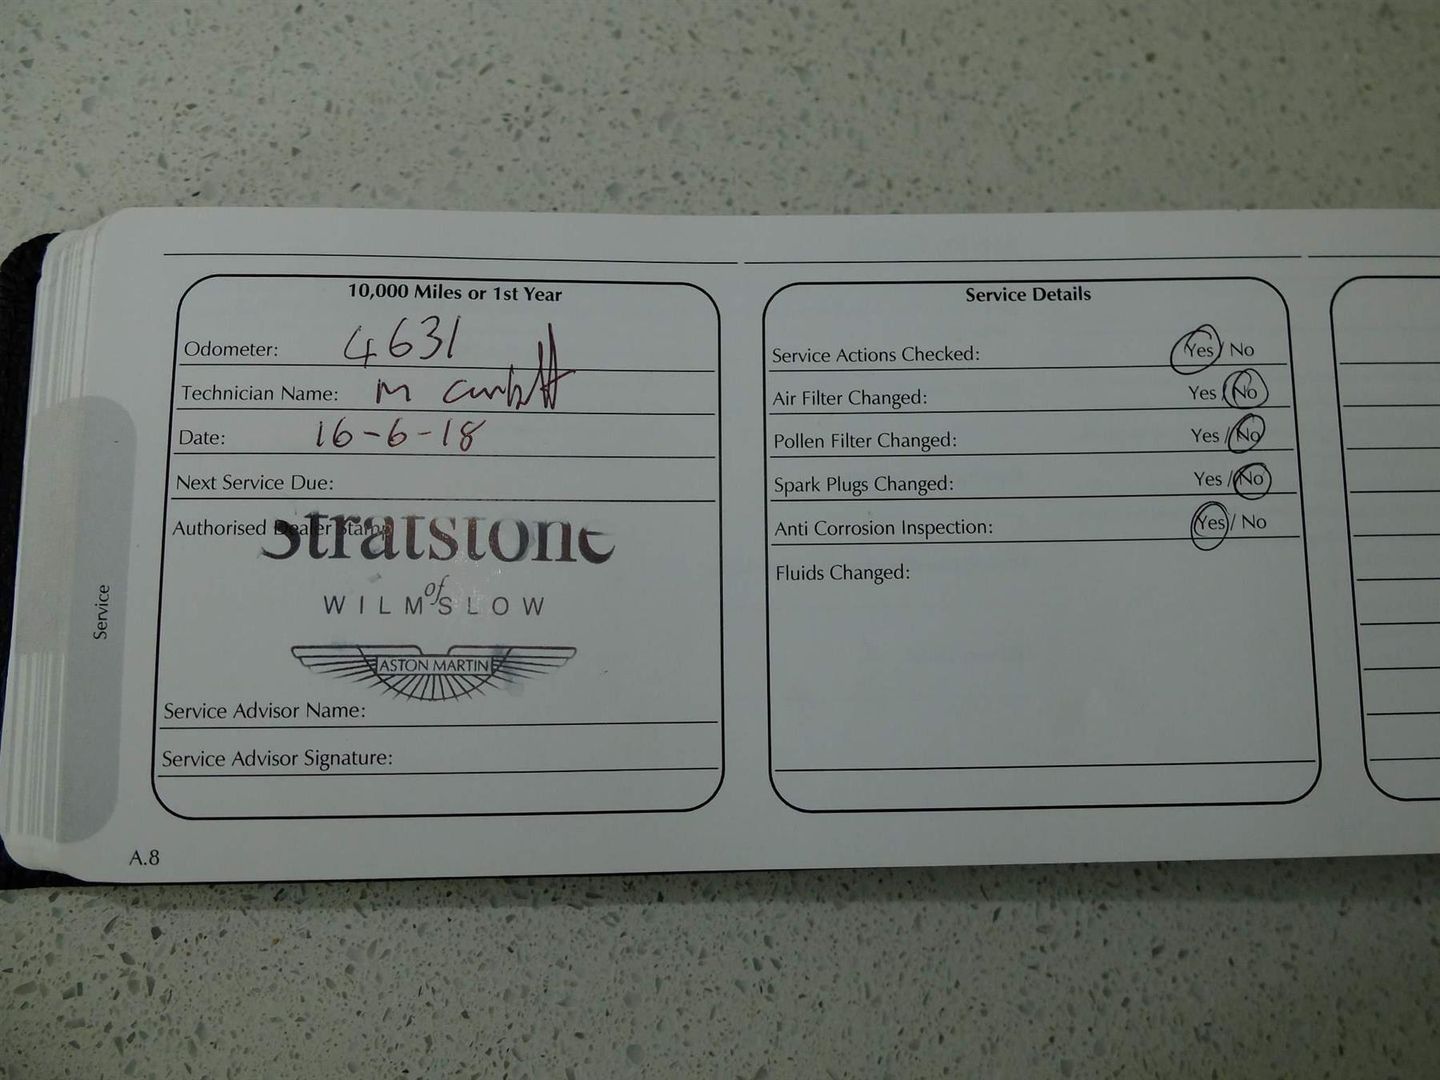 10,000 Miles or 1st Year
Odometer: 4631
Technician Name: M
Date: 16-6-18
Next Service Due:
Authorised Dealer Stamp
Stratstone
of
WILMSLOW
ASTON MARTIN
Service Advisor Name:
Service Advisor Signature:
Service
A.8
Service Details
Service Actions Checked: Yes / No
Air Filter Changed: Yes / No
Pollen Filter Changed: Yes / No
Spark Plugs Changed: Yes / No
Anti Corrosion Inspection: Yes / No
Fluids Changed: